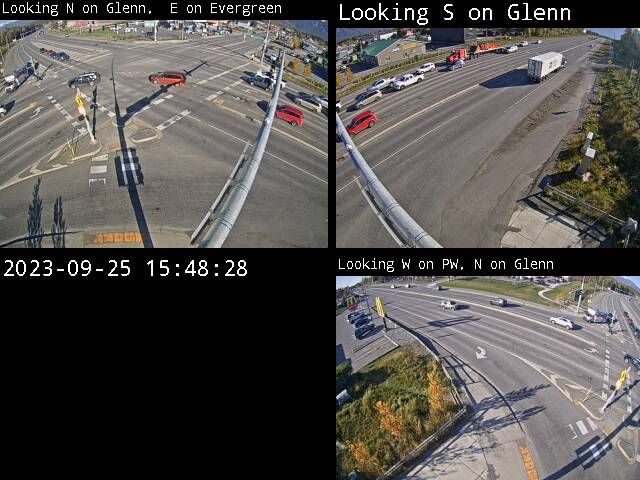 Looking N on Glenn, E on Evergreen
Looking S on Glenn
2023-09-25 15:48:28
Looking W on PW, N on Glenn